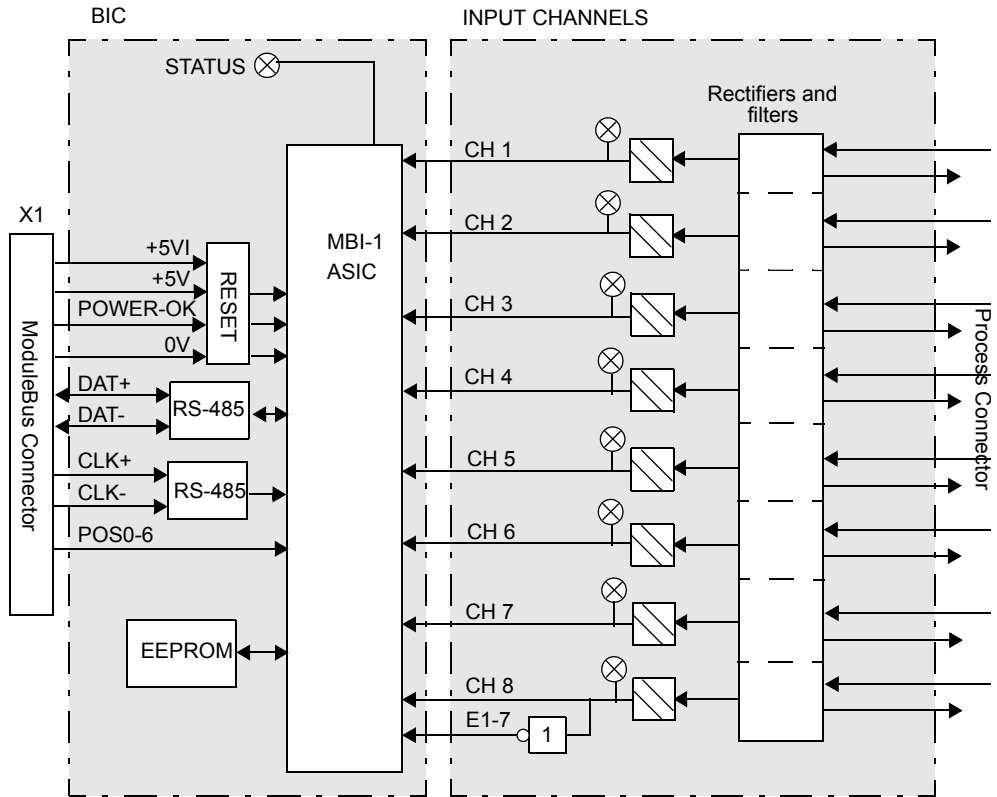 BIC
INPUT CHANNELS
STATUS
Rectifiers and
filters
X1
ModuleBus Connector
+5VI
+5V
POWER-OK
0V
RESET
DAT+
DAT-
RS-485
CLK+
CLK-
RS-485
POS0-6
EEPROM
MBI-1
ASIC
CH 1
CH 2
CH 3
CH 4
CH 5
CH 6
CH 7
CH 8
E1-7
1
Process Connector